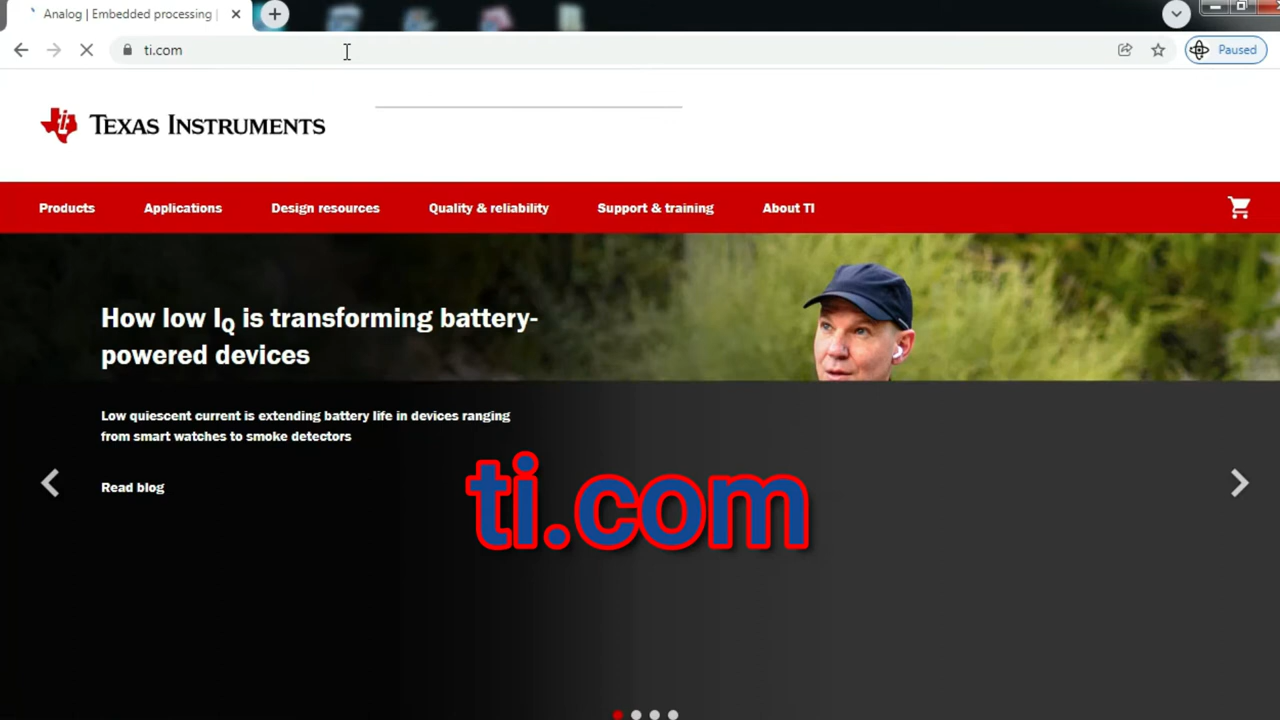 Analog | Embedded processing |
ti.com
Paused
TEXAS INSTRUMENTS
Products
Applications
Design resources
Quality & reliability
Support & training
About TI
How low IQ is transforming battery-
powered devices
Low quiescent current is extending battery life in devices ranging
from smart watches to smoke detectors
Read blog
ti.com